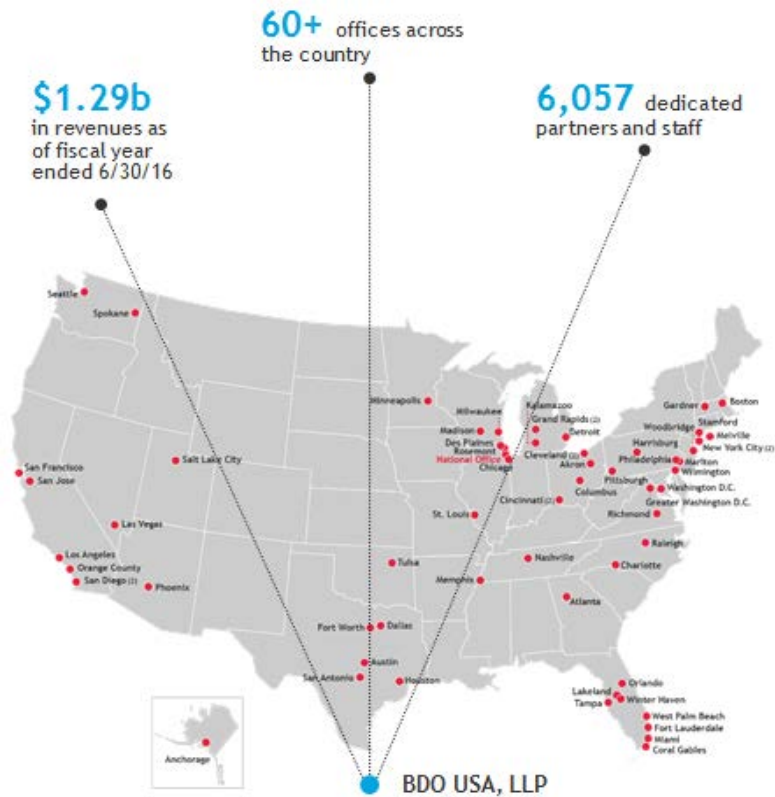 60+ offices across
the country
$1.29b
in revenues as
of fiscal year
ended 6/30/16
6,057 dedicated
partners and staff
Seattle
Spokane
Minneapolis
Milwaukee
Madison
Des Plaines
Rosemont
National Office
Chicago
Kalamazoo
Grand Rapids (2)
Detroit
Cleveland (2)
Akron
Columbus
Cincinnati (2)
Gardner
Boston
Stamford
Woodbridge
Melville
New York City (2)
Harrisburg
Philadelphia
Marlton
Wilmington
Pittsburgh
Washington D.C.
Greater Washington D.C.
Richmond
San Francisco
San Jose
Salt Lake City
Las Vegas
Los Angeles
Orange County
San Diego (2)
Phoenix
St. Louis
Tulsa
Memphis
Nashville
Raleigh
Charlotte
Atlanta
Fort Worth
Dallas
Austin
San Antonio
Houston
Orlando
Lakeland
Winter Haven
Tampa
West Palm Beach
Fort Lauderdale
Miami
Coral Gables
Anchorage
BDO USA, LLP